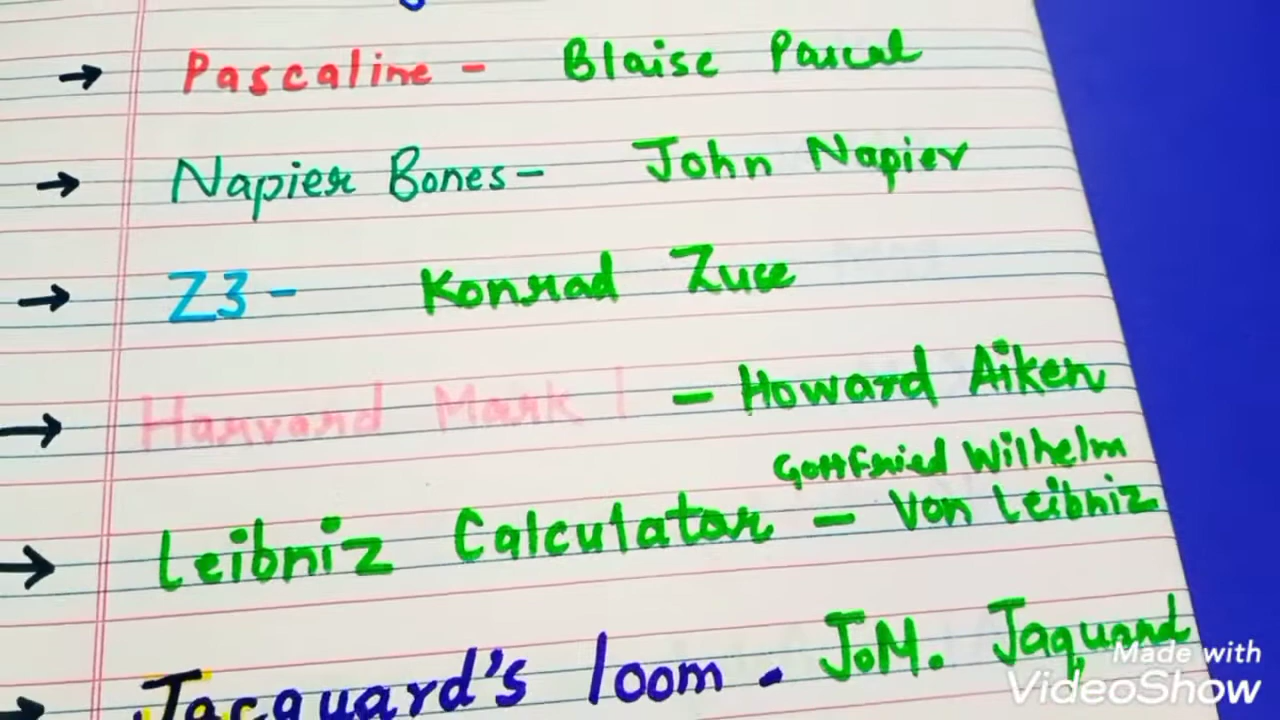 → Pascaline - Blaise Pascal
→ Napier Bones - John Napier
→ Z3 - Konrad Zuse
→ Harvard Mark 1 - Howard Aiken
Gottfried Wilhelm
→ Leibniz Calculator - Von Leibniz
→ Jacquard's loom - J.M. Jaquard
Made with
VideoShow